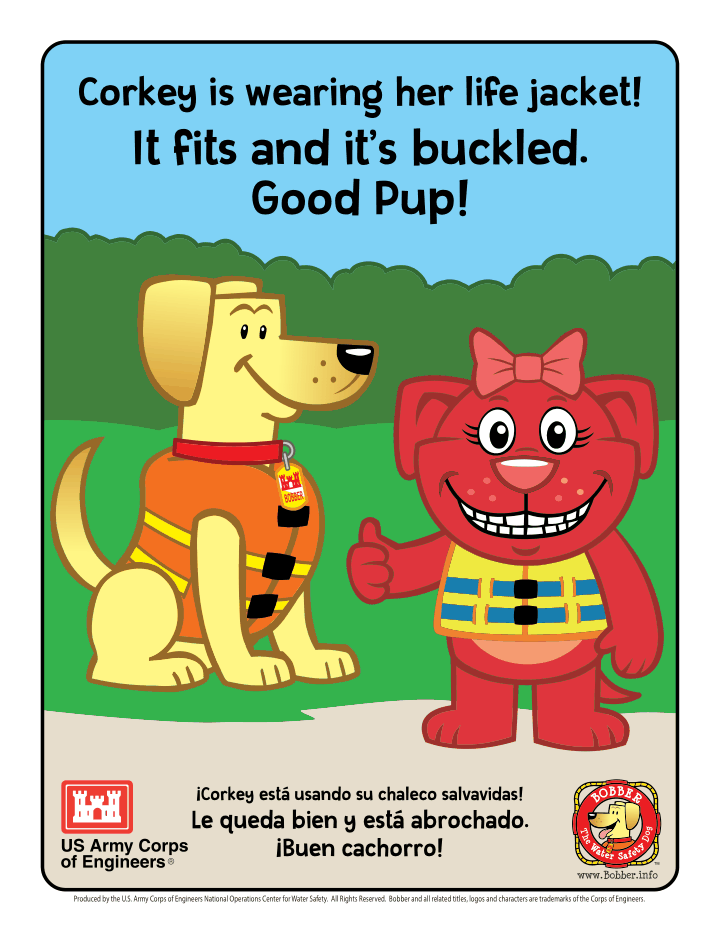 Corkey is wearing her life jacket!
It fits and it's buckled.
Good Pup!
BOBBER
¡Corkey está usando su chaleco salvavidas!
Le queda bien y está abrochado.
¡Buen cachorro!
US Army Corps
of Engineers®
BOBBER
The Water Safety Dog
™
www.Bobber.info
Produced by the U.S. Army Corps of Engineers National Operations Center for Water Safety. All Rights Reserved. Bobber and all related titles, logos and characters are trademarks of the Corps of Engineers.